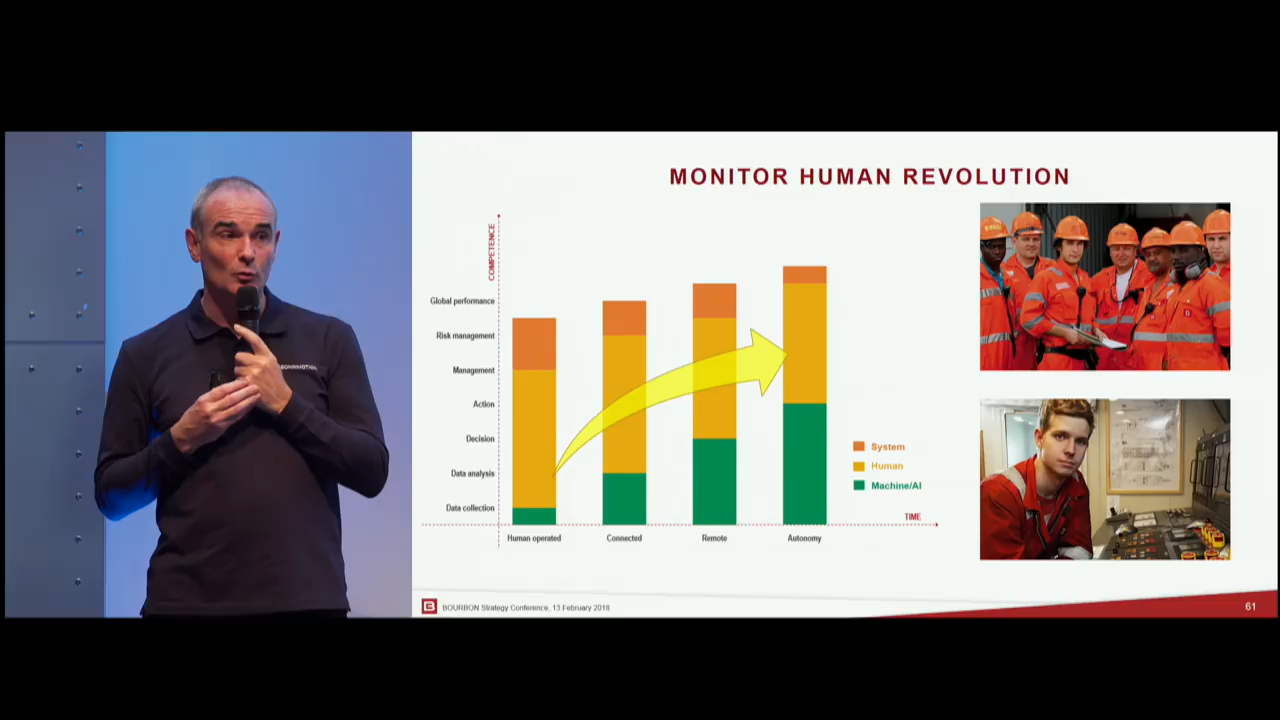 MONITOR HUMAN REVOLUTION
COMPETENCE
Global performance
Risk management
Management
Action
Decision
Data analysis
Data collection
Human operated
Connected
Remote
Autonomy
TIME
System
Human
Machine/AI
BOURBON Strategy Conference, 13 February 2018
61